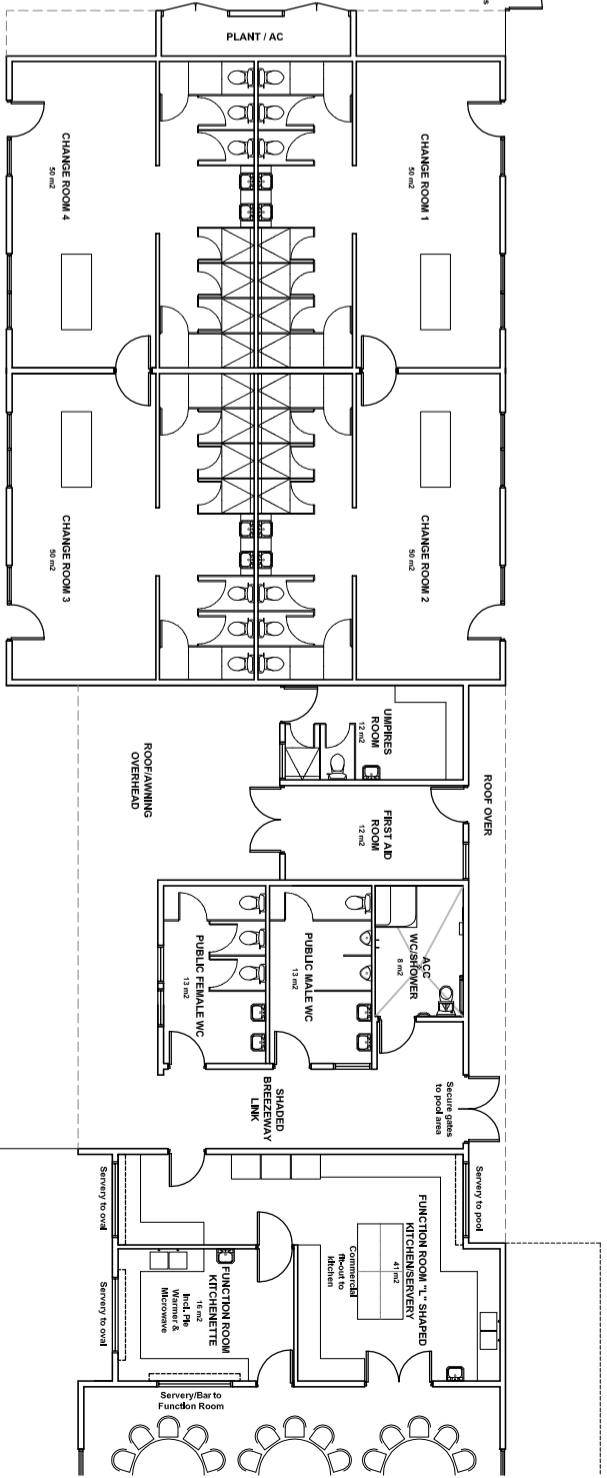 PLANT / AC
CHANGE ROOM 4
50 m2
CHANGE ROOM 1
50 m2
CHANGE ROOM 3
50 m2
CHANGE ROOM 2
50 m2
UMPIRES
ROOM
12 m2
ROOF/AWNING
OVERHEAD
ROOF OVER
FIRST AID
ROOM
12 m2
PUBLIC FEMALE WC
13 m2
PUBLIC MALE WC
13 m2
ACC
WC/SHOWER
8 m2
SHADED
BREEZEWAY
LINK
Secure gates
to pool area
Servery to oval
Servery to pool
FUNCTION ROOM "L" SHAPED
KITCHEN/SERVERY
41 m2
Commercial
fit-out to
kitchen
Servery to oval
FUNCTION ROOM
KITCHENETTE
16 m2
Incl. Pie
Warmer &
Microwave
Servery/Bar to
Function Room